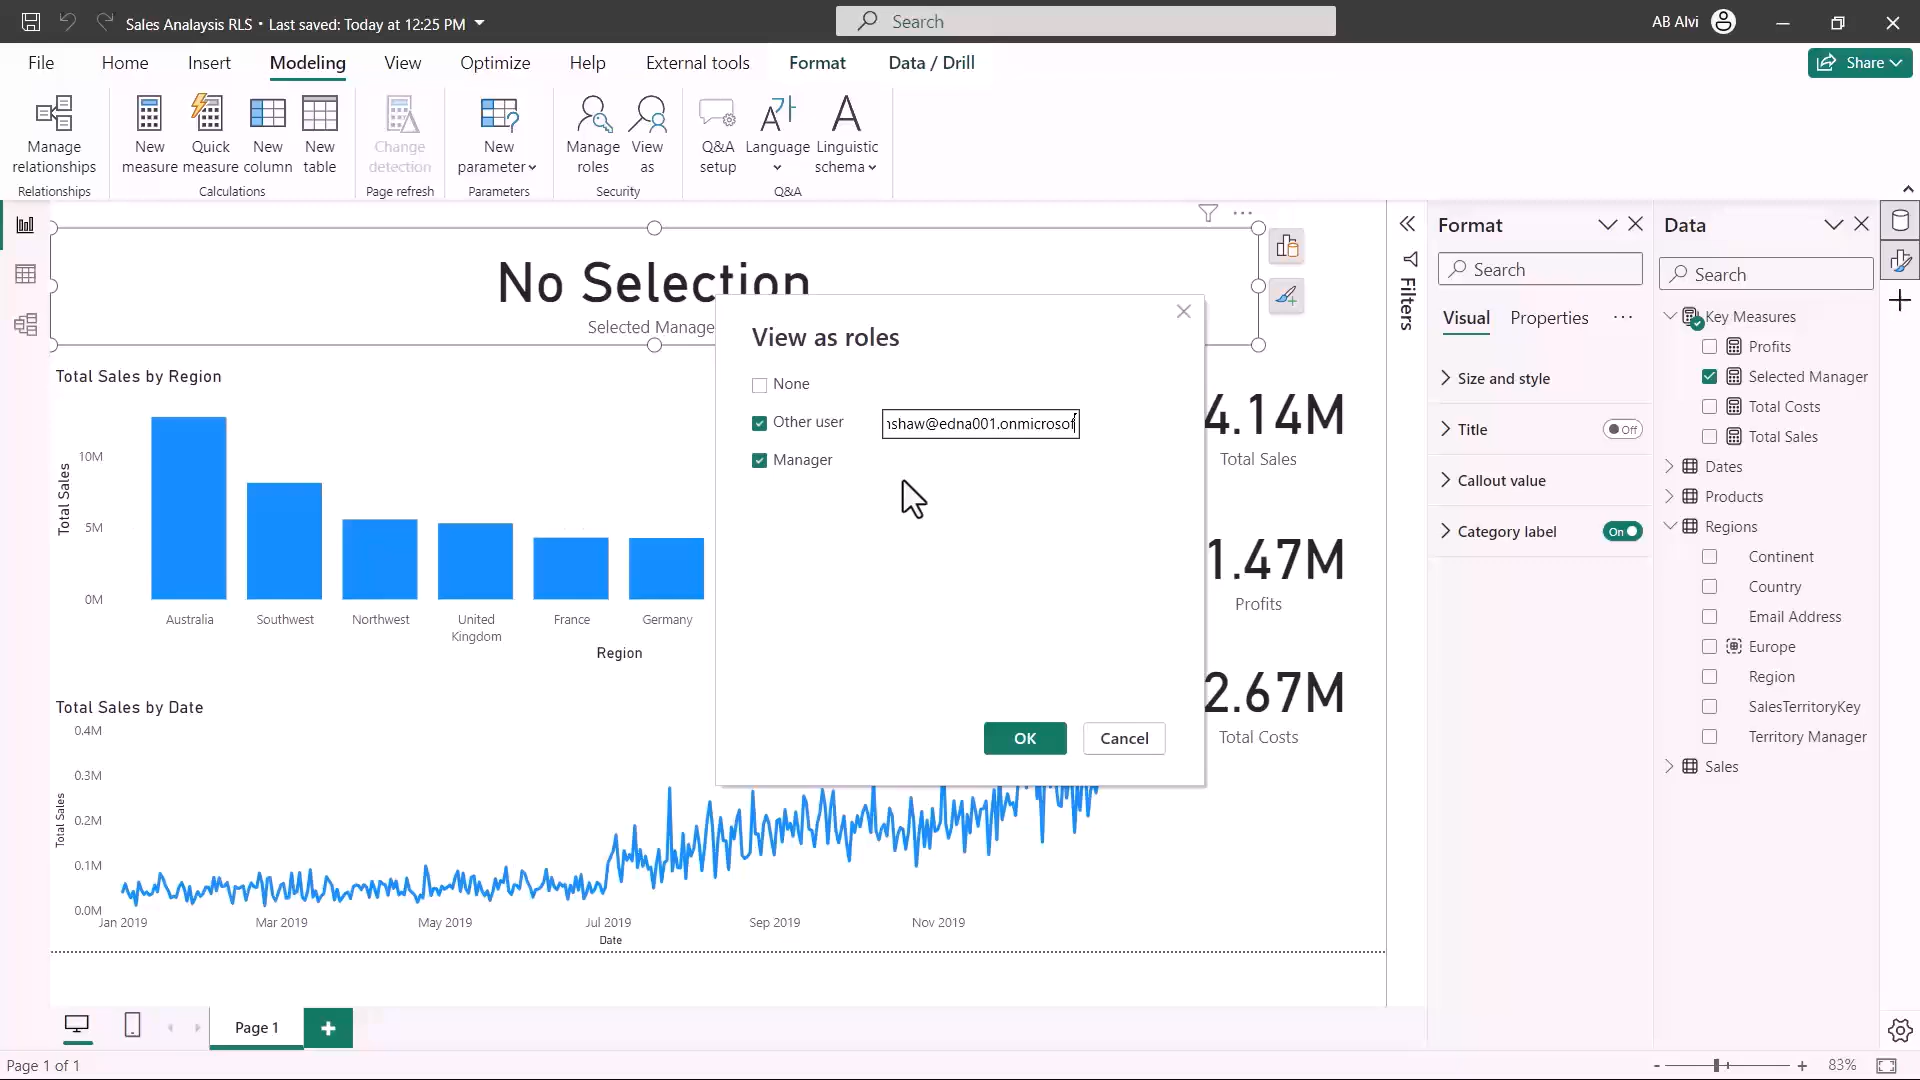 Sales Analaysis RLS • Last saved: Today at 12:25 PM
Search
AB Alvi
File Home Insert Modeling View Optimize Help External tools Format Data / Drill
Share
Manage relationships
Relationships
New measure
Quick measure
New column
New table
Calculations
Change detection
Page refresh
New parameter
Parameters
Manage roles
View as
Security
Q&A setup
Language
Linguistic schema
Q&A
No Selection
Selected Manage
Total Sales by Region
Total Sales
10M
5M
0M
Australia
Southwest
Northwest
United Kingdom
France
Germany
Region
Total Sales by Date
Total Sales
0.4M
0.3M
0.2M
0.1M
0.0M
Jan 2019
Mar 2019
May 2019
Jul 2019
Sep 2019
Nov 2019
Date
View as roles
None
Other user
nshaw@edna001.onmicrosof
Manager
OK
Cancel
4.14M
Total Sales
1.47M
Profits
2.67M
Total Costs
Filters
Format
Search
Visual
Properties
Size and style
Title
Off
Callout value
Category label
On
Data
Search
Key Measures
Profits
Selected Manager
Total Costs
Total Sales
Dates
Products
Regions
Continent
Country
Email Address
Europe
Region
SalesTerritoryKey
Territory Manager
Sales
Page 1
Page 1 of 1
83%